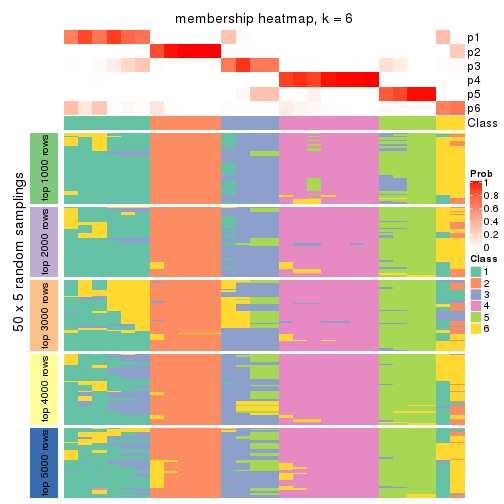 membership heatmap, k = 6
p1
p2
p3
p4
p5
p6
Class
50 x 5 random samplings
top 1000 rows
top 2000 rows
top 3000 rows
top 4000 rows
top 5000 rows
Prob
1
0.8
0.6
0.4
0.2
0
Class
1
2
3
4
5
6